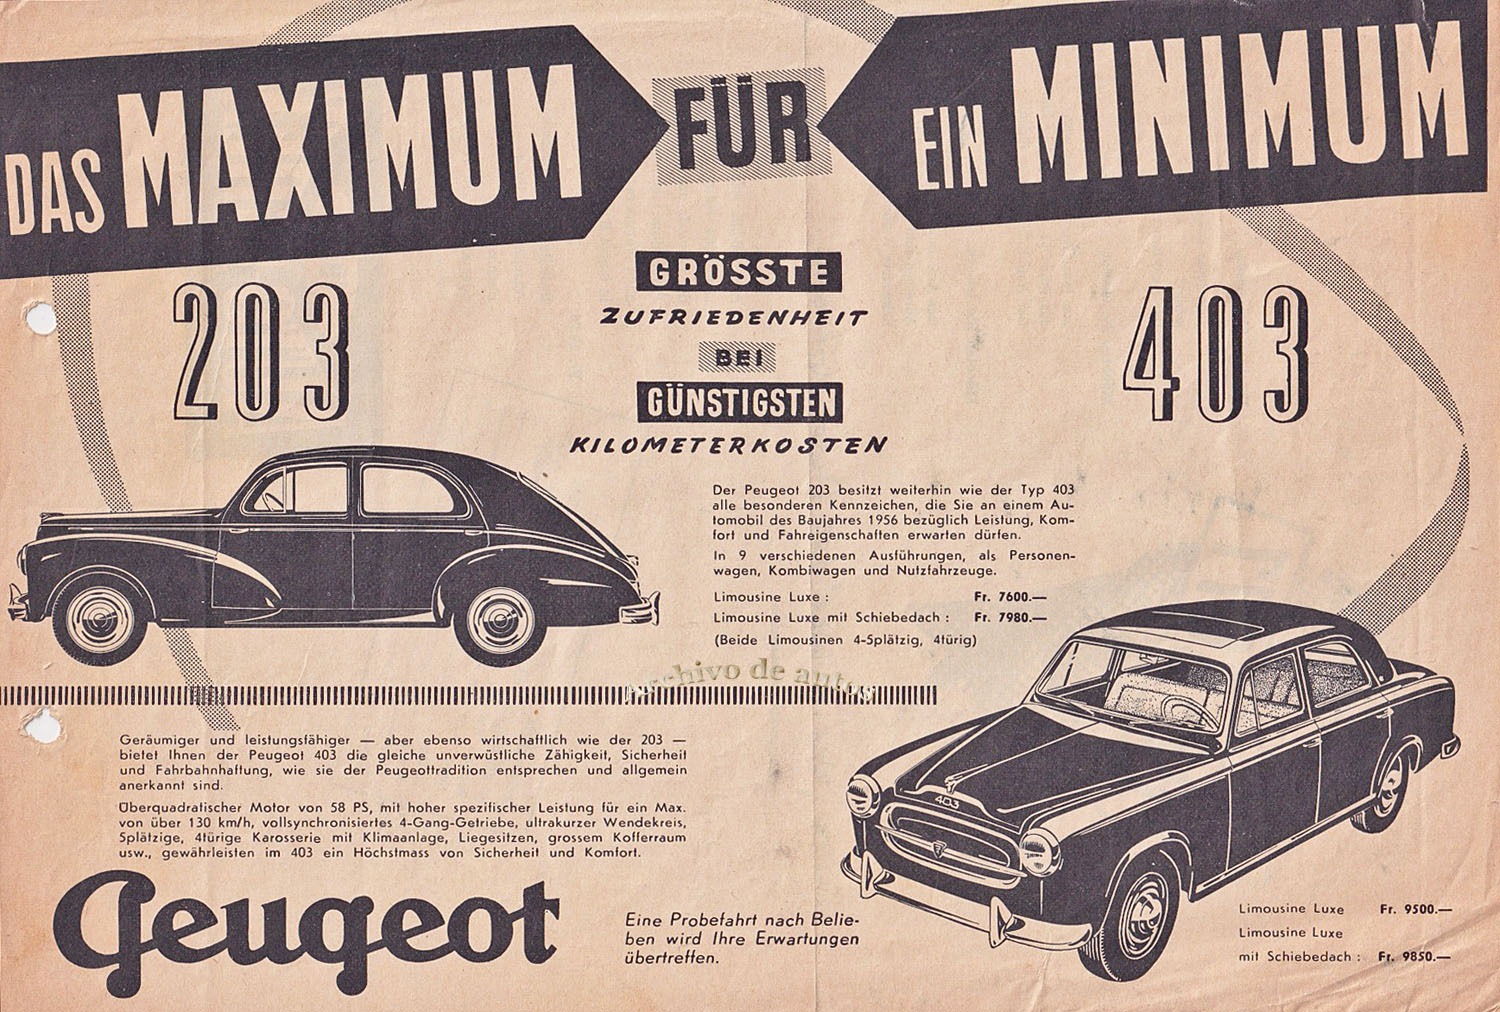 DAS MAXIMUM FÜR EIN MINIMUM
203
GRÖSSTE
ZUFRIEDENHEIT
BEI
GÜNSTIGSTEN
KILOMETERKOSTEN
403
Der Peugeot 203 besitzt weiterhin wie der Typ 403
alle besonderen Kennzeichen, die Sie an einem Au-
tomobil des Baujahres 1956 bezüglich Leistung, Kom-
fort und Fahreigenschaften erwarten dürfen.
In 9 verschiedenen Ausführungen, als Personen-
wagen, Kombiwagen und Nutzfahrzeuge.
Limousine Luxe : Fr. 7600.—
Limousine Luxe mit Schiebedach : Fr. 7980.—
(Beide Limousinen 4-5plätzig, 4türig)
Archivo de autos
Geräumiger und leistungsfähiger — aber ebenso wirtschaftlich wie der 203 —
bietet Ihnen der Peugeot 403 die gleiche unverwüstliche Zähigkeit, Sicherheit
und Fahrbahnhaftung, wie sie der Peugeottradition entsprechen und allgemein
anerkannt sind.
Überquadratischer Motor von 58 PS, mit hoher spezifischer Leistung für ein Max.
von über 130 km/h, vollsynchronisiertes 4-Gang-Getriebe, ultrakurzer Wendekreis,
5plätzige, 4türige Karosserie mit Klimaanlage, Liegesitzen, grossem Kofferraum
usw., gewährleisten im 403 ein Höchstmass von Sicherheit und Komfort.
403
Peugeot
Eine Probefahrt nach Belie-
ben wird Ihre Erwartungen
übertreffen.
Limousine Luxe Fr. 9500.—
Limousine Luxe
mit Schiebedach : Fr. 9850.—